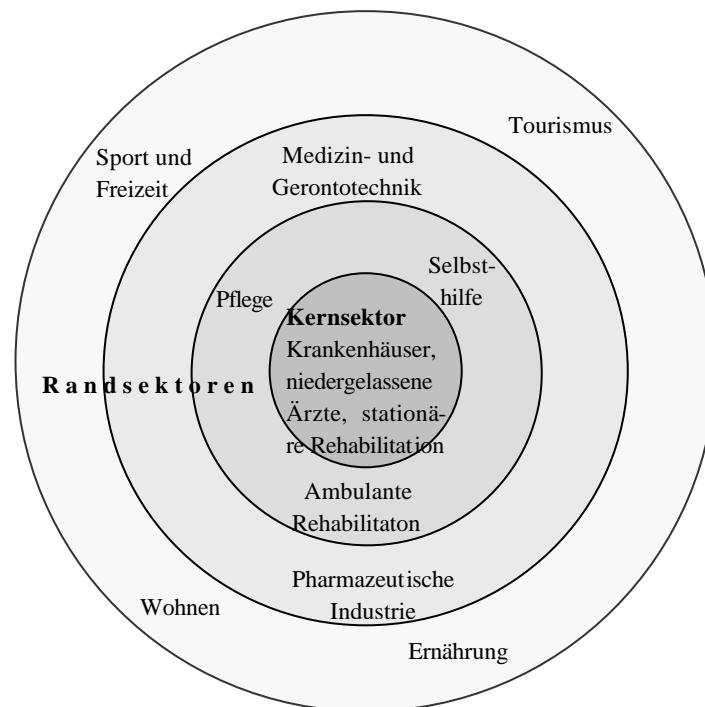 Tourismus
Sport und
Freizeit
Medizin- und
Gerontotechnik
Selbst-
hilfe
Pflege
Kernsektor
Krankenhäuser,
niedergelassene
Ärzte, stationä-
re Rehabilitation
Randsektoren
Ambulante
Rehabilitaton
Pharmazeutische
Industrie
Wohnen
Ernährung